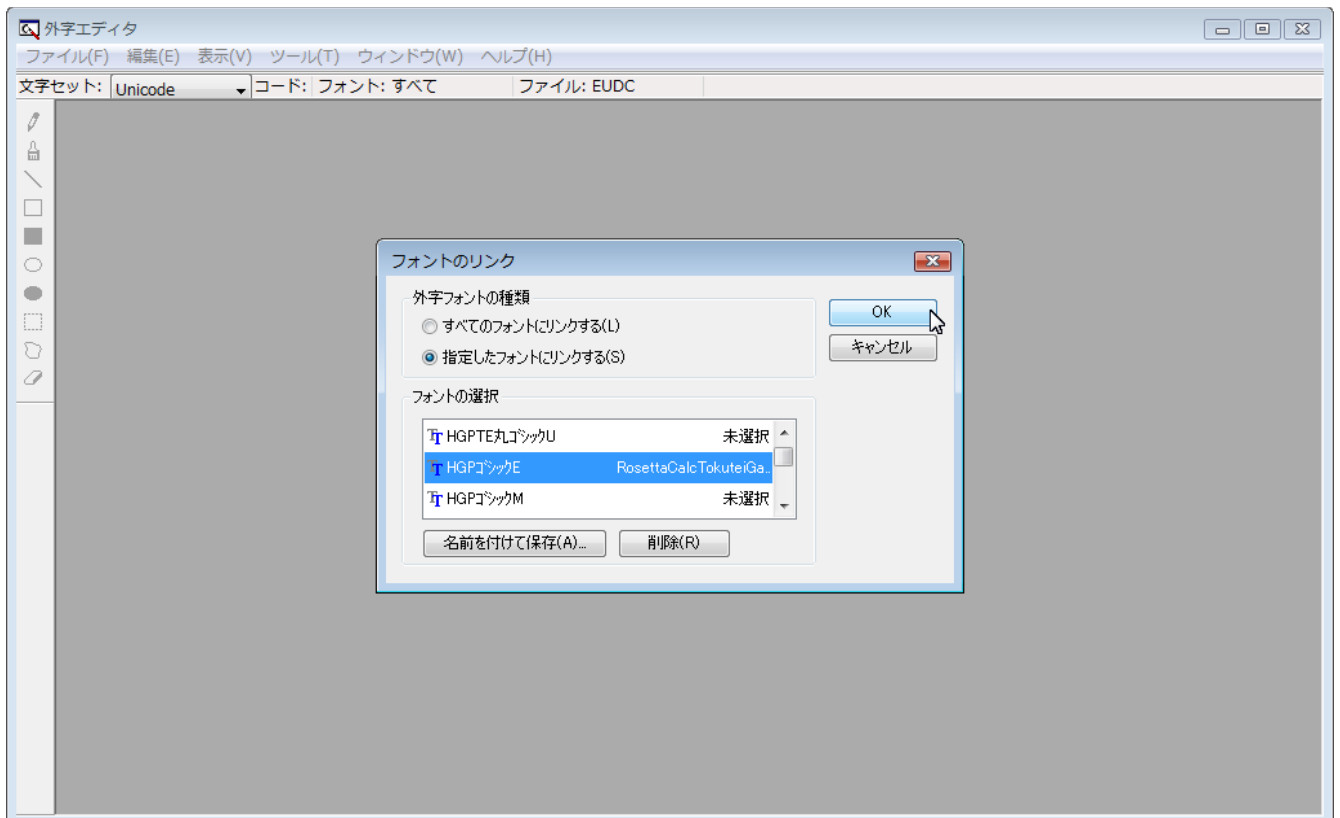 外字エディタ
ファイル(F) 編集(E) 表示(V) ツール(T) ウィンドウ(W) ヘルプ(H)
文字セット: Unicode コード: フォント: すべて ファイル: EUDC
フォントのリンク
外字フォントの種類
すべてのフォントにリンクする(L)
指定したフォントにリンクする(S)
OK
キャンセル
フォントの選択
HGPTE丸ゴシックU 未選択
HGPゴシックE RosettaCalcTokuteiGa..
HGPゴシックM 未選択
名前を付けて保存(A)... 削除(R)